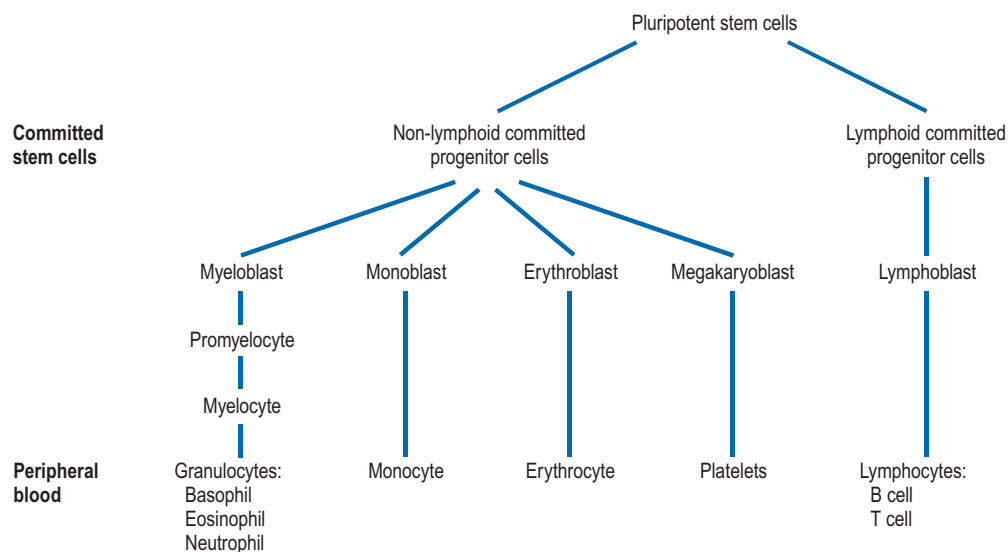 Pluripotent stem cells
Committed
stem cells
Non-lymphoid committed
progenitor cells
Lymphoid committed
progenitor cells
Myeloblast
Monoblast
Erythroblast
Megakaryoblast
Lymphoblast
Promyelocyte
Myelocyte
Peripheral
blood
Granulocytes:
Basophil
Eosinophil
Neutrophil
Monocyte
Erythrocyte
Platelets
Lymphocytes:
B cell
T cell